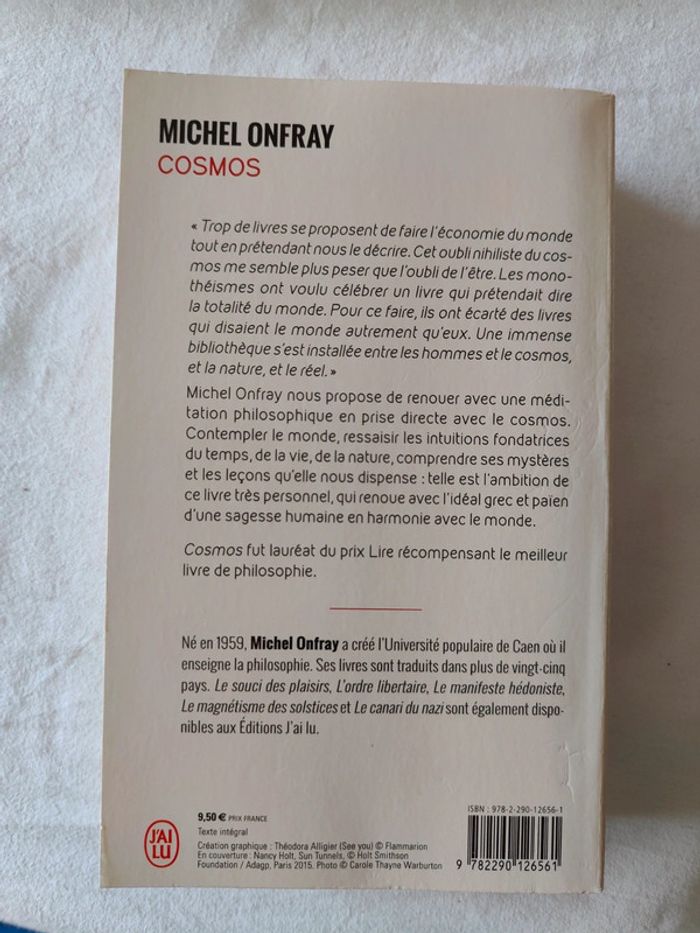 MICHEL ONFRAY
COSMOS
« Trop de livres se proposent de faire l'économie du monde
tout en prétendant nous le décrire. Cet oubli nihiliste du cos-
mos me semble plus peser que l'oubli de l'être. Les mono-
théismes ont voulu célébrer un livre qui prétendait dire
la totalité du monde. Pour ce faire, ils ont écarté des livres
qui disaient le monde autrement qu'eux. Une immense
bibliothèque s'est installée entre les hommes et le cosmos,
et la nature, et le réel. »
Michel Onfray nous propose de renouer avec une médi-
tation philosophique en prise directe avec le cosmos.
Contempler le monde, ressaisir les intuitions fondatrices
du temps, de la vie, de la nature, comprendre ses mystères
et les leçons qu'elle nous dispense : telle est l'ambition de
ce livre très personnel, qui renoue avec l'idéal grec et païen
d'une sagesse humaine en harmonie avec le monde.
Cosmos fut lauréat du prix Lire récompensant le meilleur
livre de philosophie.
Né en 1959, Michel Onfray a créé l'Université populaire de Caen où il
enseigne la philosophie. Ses livres sont traduits dans plus de vingt-cinq
pays. Le souci des plaisirs, L'ordre libertaire, Le manifeste hédoniste,
Le magnétisme des solstices et Le canari du nazi sont également dispo-
nibles aux Éditions J'ai lu.
J'AI
LU
9,50 € PRIX FRANCE
Texte intégral
Création graphique : Théodora Alligier (See you) © Flammarion
En couverture : Nancy Holt, Sun Tunnels, © Holt Smithson
Foundation / Adagp, Paris 2015. Photo © Carole Thayne Warburton
ISBN : 978-2-290-12656-1
9 782290 126561